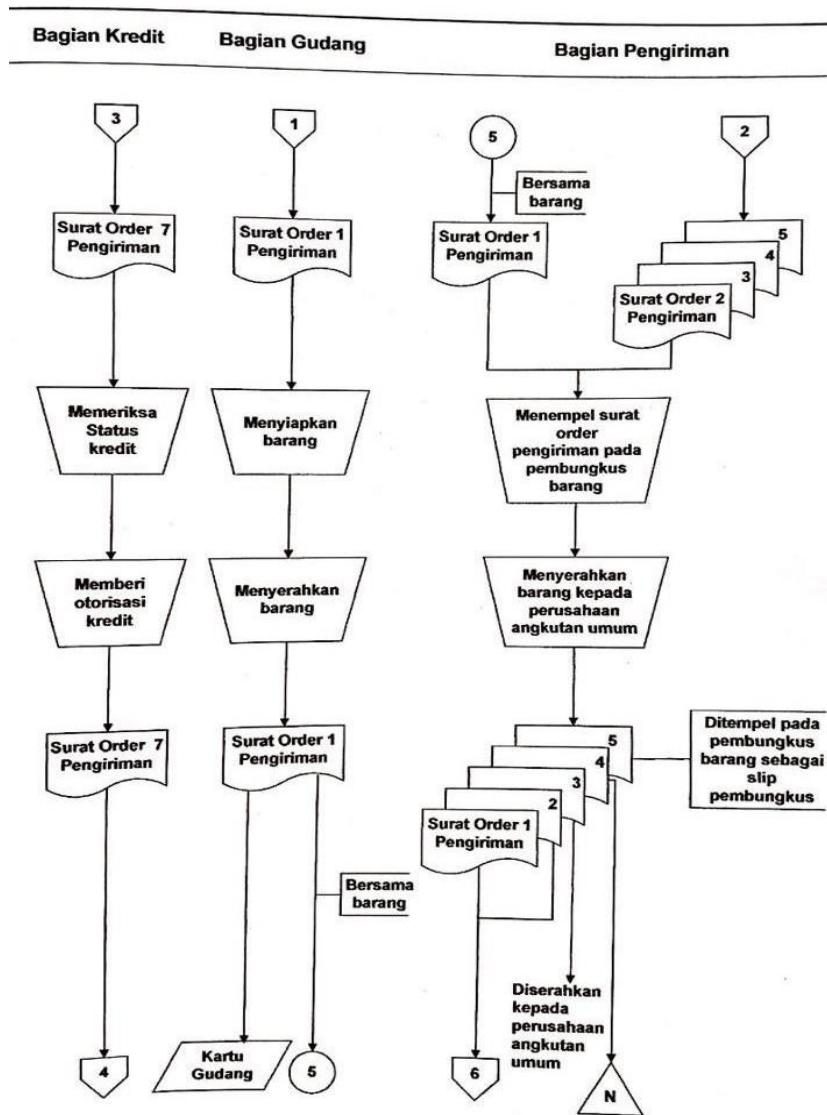 Bagian Kredit
Bagian Gudang
Bagian Pengiriman
3
Surat Order 7
Pengiriman
Memeriksa
Status
kredit
Memberi
otorisasi
kredit
Surat Order 7
Pengiriman
4
1
Surat Order 1
Pengiriman
Menyiapkan
barang
Menyerahkan
barang
Surat Order 1
Pengiriman
Bersama
barang
Kartu
Gudang
5
5
Bersama
barang
Surat Order 1
Pengiriman
2
5
4
3
Surat Order 2
Pengiriman
Menempel surat
order
pengiriman pada
pembungkus
barang
Menyerahkan
barang kepada
perusahaan
angkutan umum
5
4
3
2
Surat Order 1
Pengiriman
Ditempel pada
pembungkus
barang sebagai
slip
pembungkus
Diserahkan
kepada
perusahaan
angkutan
umum
6
N